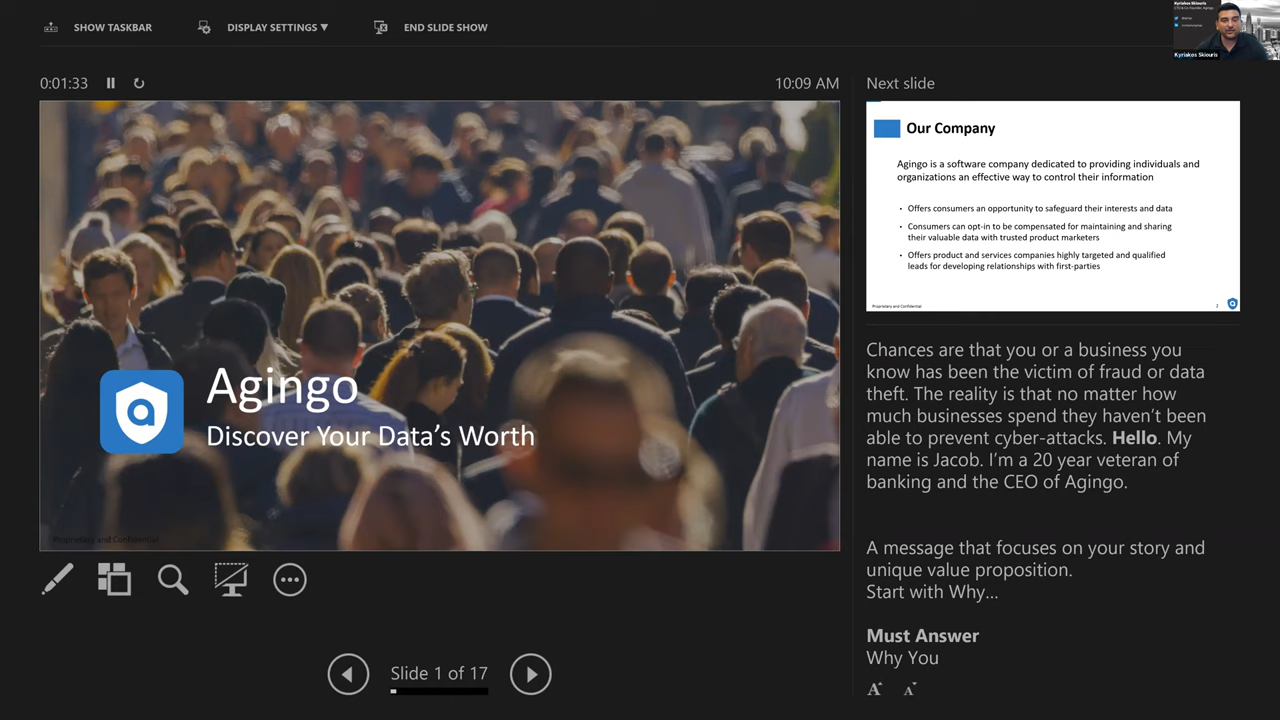 SHOW TASKBAR
DISPLAY SETTINGS ▼
END SLIDE SHOW
Kyriakos Skiouris
CTO & Co-Founder, Agingo
Kyriakos Skiouris
0:01:33
10:09 AM
Agingo
Discover Your Data's Worth
Proprietary and Confidential
Slide 1 of 17
Next slide
Our Company
Agingo is a software company dedicated to providing individuals and
organizations an effective way to control their information
• Offers consumers an opportunity to safeguard their interests and data
• Consumers can opt-in to be compensated for maintaining and sharing
their valuable data with trusted product marketers
• Offers product and services companies highly targeted and qualified
leads for developing relationships with first-parties
Proprietary and Confidential
2
Chances are that you or a business you
know has been the victim of fraud or data
theft. The reality is that no matter how
much businesses spend they haven't been
able to prevent cyber-attacks. Hello. My
name is Jacob. I'm a 20 year veteran of
banking and the CEO of Agingo.
A message that focuses on your story and
unique value proposition.
Start with Why...
Must Answer
Why You
A A